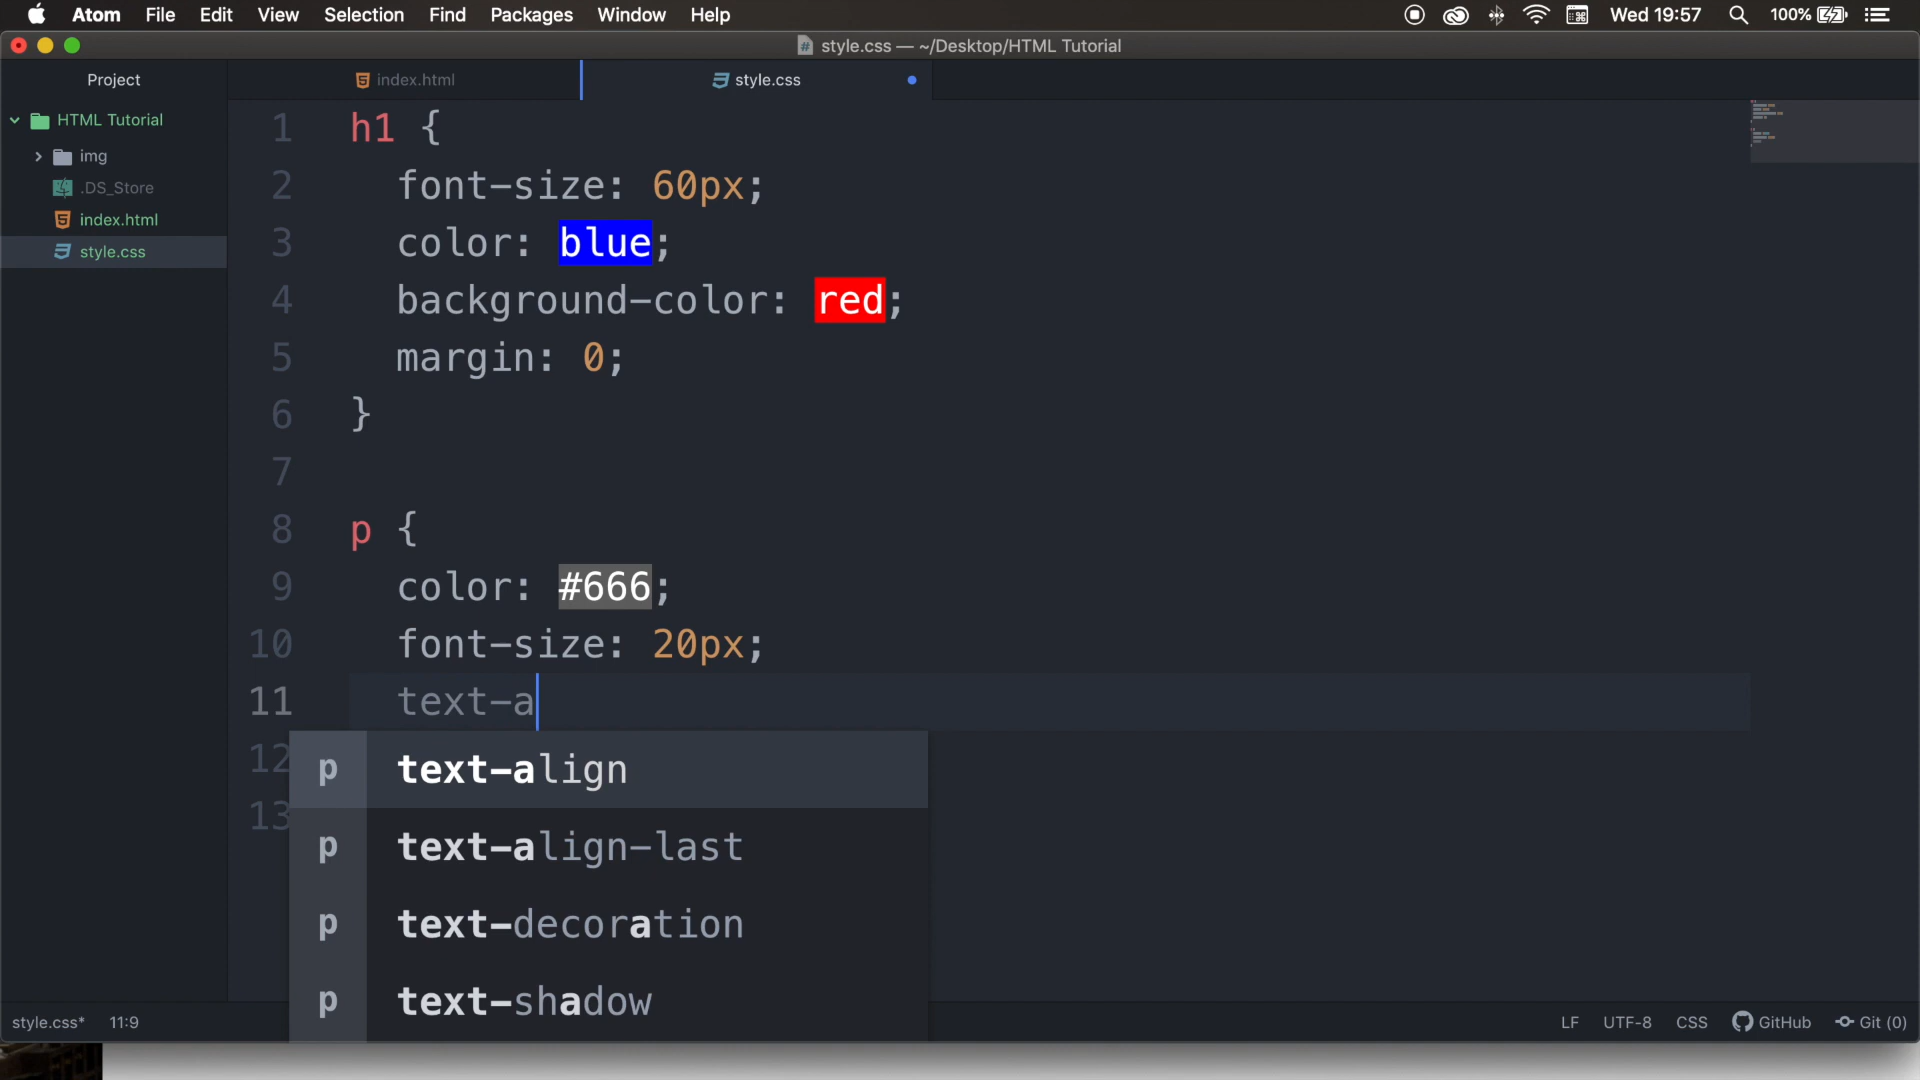 Atom File Edit View Selection Find Packages Window Help Wed 19:57 100%
style.css — ~/Desktop/HTML Tutorial
Project
index.html
style.css
HTML Tutorial
img
.DS_Store
index.html
style.css
1 h1 {
2 font-size: 60px;
3 color: blue;
4 background-color: red;
5 margin: 0;
6 }
7
8 p {
9 color: #666;
10 font-size: 20px;
11 text-a
12
13
p text-align
p text-align-last
p text-decoration
p text-shadow
style.css* 11:9 LF UTF-8 CSS GitHub Git (0)